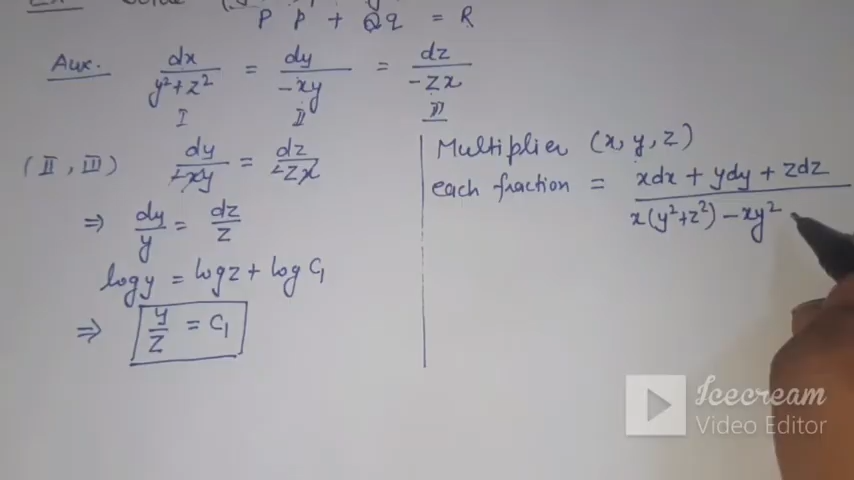 P p + Qq = R
Aux. dx/(y²+z²) = dy/(-xy) = dz/(-zx)
I II III
(II, III) dy/(-xy) = dz/(-zx)
⇒ dy/y = dz/z
log y = log z + log C₁
⇒ y/z = C₁
Multiplier (x, y, z)
each fraction = (xdx + ydy + zdz)/(x(y²+z²) - xy²
Icecream
Video Editor